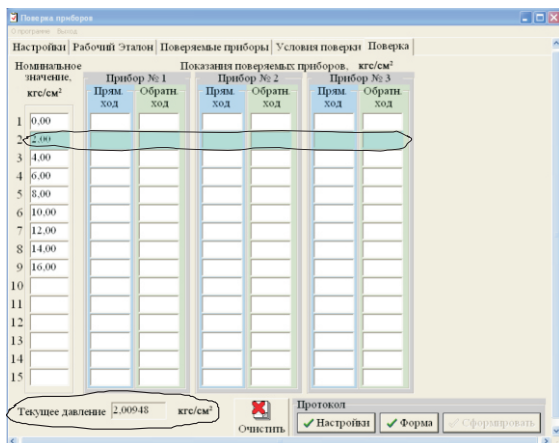 Поверка приборов
О программе Выход
Настройки Рабочий Эталон Поверяемые приборы Условия поверки Поверка
Номинальное значение, кгс/см²
Показания поверяемых приборов, кгс/см²
Прибор № 1 Прибор № 2 Прибор № 3
Прям. ход Обратн. ход Прям. ход Обратн. ход Прям. ход Обратн. ход
1 0,00
2 2,00
3 4,00
4 6,00
5 8,00
6 10,00
7 12,00
8 14,00
9 16,00
10
11
12
13
14
15
Текущее давление 2,00948 кгс/см²
Очистить
Протокол
Настройки Форма Сформировать